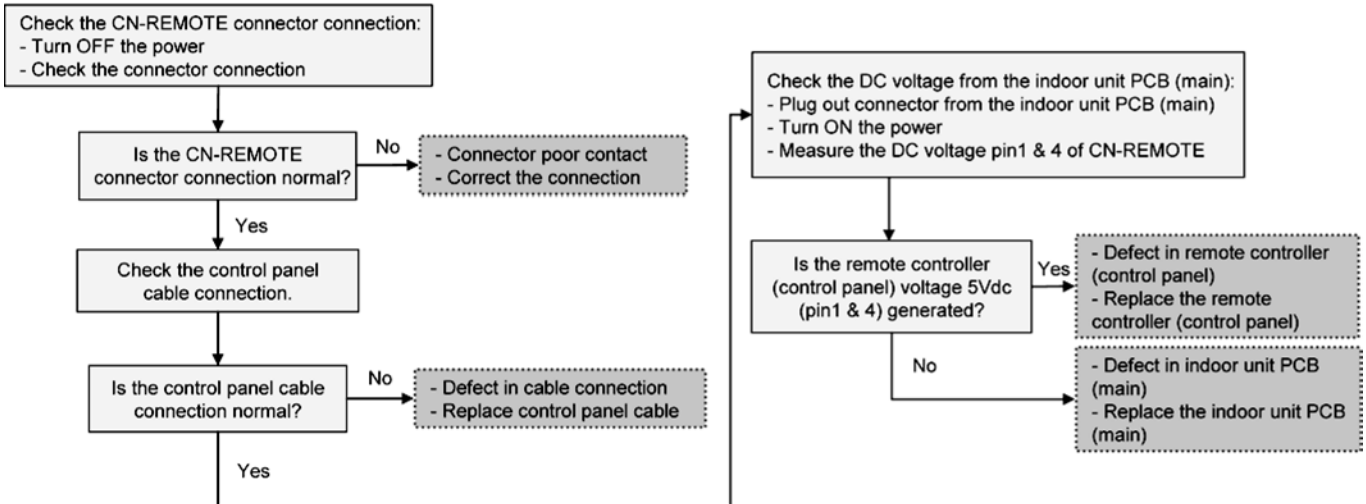 Check the CN-REMOTE connector connection:
- Turn OFF the power
- Check the connector connection
Is the CN-REMOTE
connector connection normal?
No
- Connector poor contact
- Correct the connection
Yes
Check the control panel
cable connection.
Is the control panel cable
connection normal?
No
- Defect in cable connection
- Replace control panel cable
Yes
Check the DC voltage from the indoor unit PCB (main):
- Plug out connector from the indoor unit PCB (main)
- Turn ON the power
- Measure the DC voltage pin1 & 4 of CN-REMOTE
Is the remote controller
(control panel) voltage 5Vdc
(pin1 & 4) generated?
Yes
- Defect in remote controller
(control panel)
- Replace the remote
controller (control panel)
No
- Defect in indoor unit PCB
(main)
- Replace the indoor unit PCB
(main)